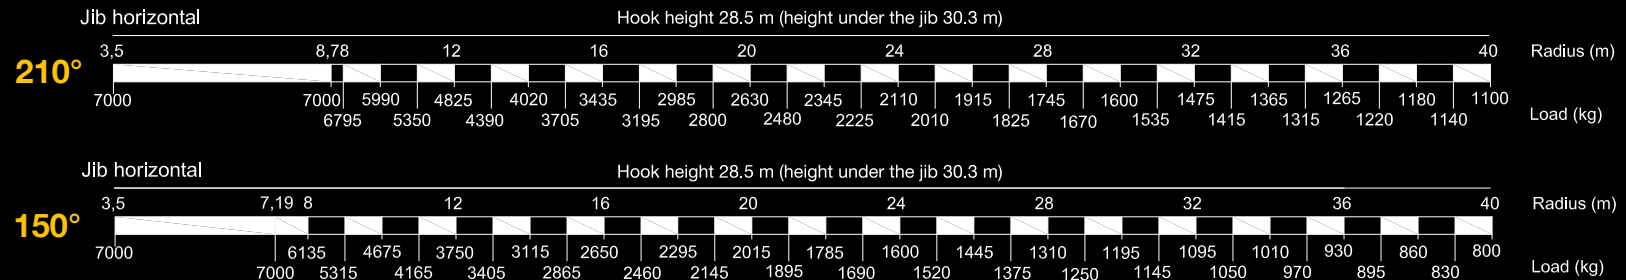 Jib horizontal Hook height 28.5 m (height under the jib 30.3 m)
3,5 8,78 12 16 20 24 28 32 36 40 Radius (m)
210°
7000 7000 5990 4825 4020 3435 2985 2630 2345 2110 1915 1745 1600 1475 1365 1265 1180 1100
6795 5350 4390 3705 3195 2800 2480 2225 2010 1825 1670 1535 1415 1315 1220 1140 Load (kg)
Jib horizontal Hook height 28.5 m (height under the jib 30.3 m)
3,5 7,19 8 12 16 20 24 28 32 36 40 Radius (m)
150°
7000 6135 4675 3750 3115 2650 2295 2015 1785 1600 1445 1310 1195 1095 1010 930 860 800
7000 5315 4165 3405 2865 2460 2145 1895 1690 1520 1375 1250 1145 1050 970 895 830 Load (kg)